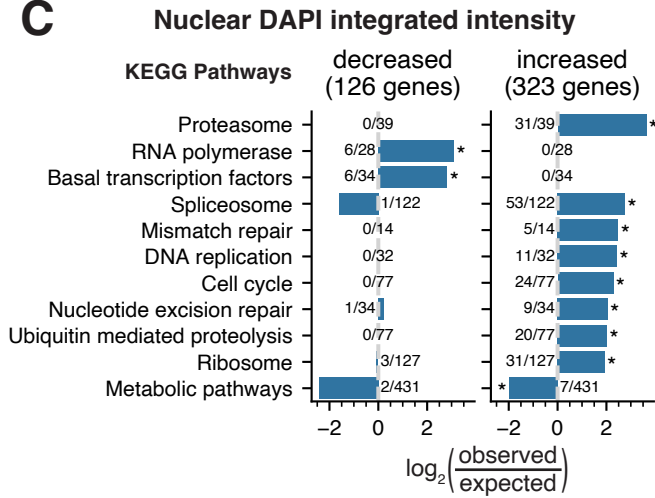 C Nuclear DAPI integrated intensity
KEGG Pathways
decreased
(126 genes)
increased
(323 genes)
Proteasome 0/39 31/39 *
RNA polymerase 6/28 * 0/28
Basal transcription factors 6/34 * 0/34
Spliceosome 1/122 53/122 *
Mismatch repair 0/14 5/14 *
DNA replication 0/32 11/32 *
Cell cycle 0/77 24/77 *
Nucleotide excision repair 1/34 9/34 *
Ubiquitin mediated proteolysis 0/77 20/77 *
Ribosome 3/127 31/127 *
Metabolic pathways 2/431 * 7/431
−2 0 2 −2 0 2
log₂(observed/expected)